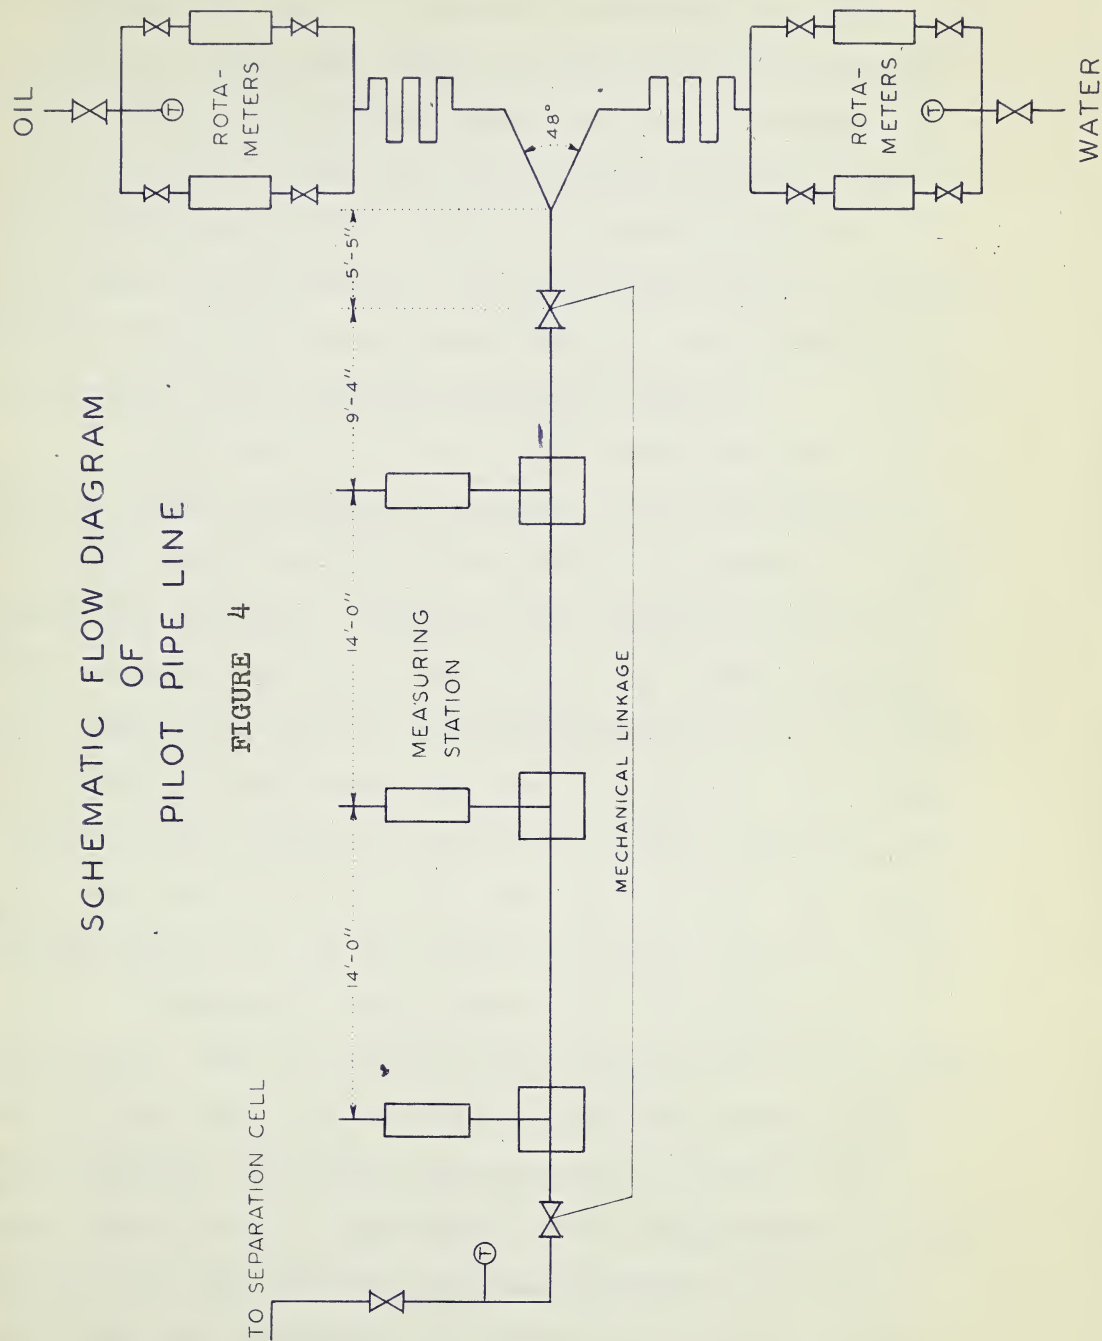 SCHEMATIC FLOW DIAGRAM
OF
PILOT PIPE LINE
FIGURE 4
TO SEPARATION CELL
T
14'-0"
14'-0"
9'-4"
5'-5"
MEASURING
STATION
MECHANICAL LINKAGE
48°
OIL
T
ROTA-
METERS
ROTA-
METERS
T
WATER